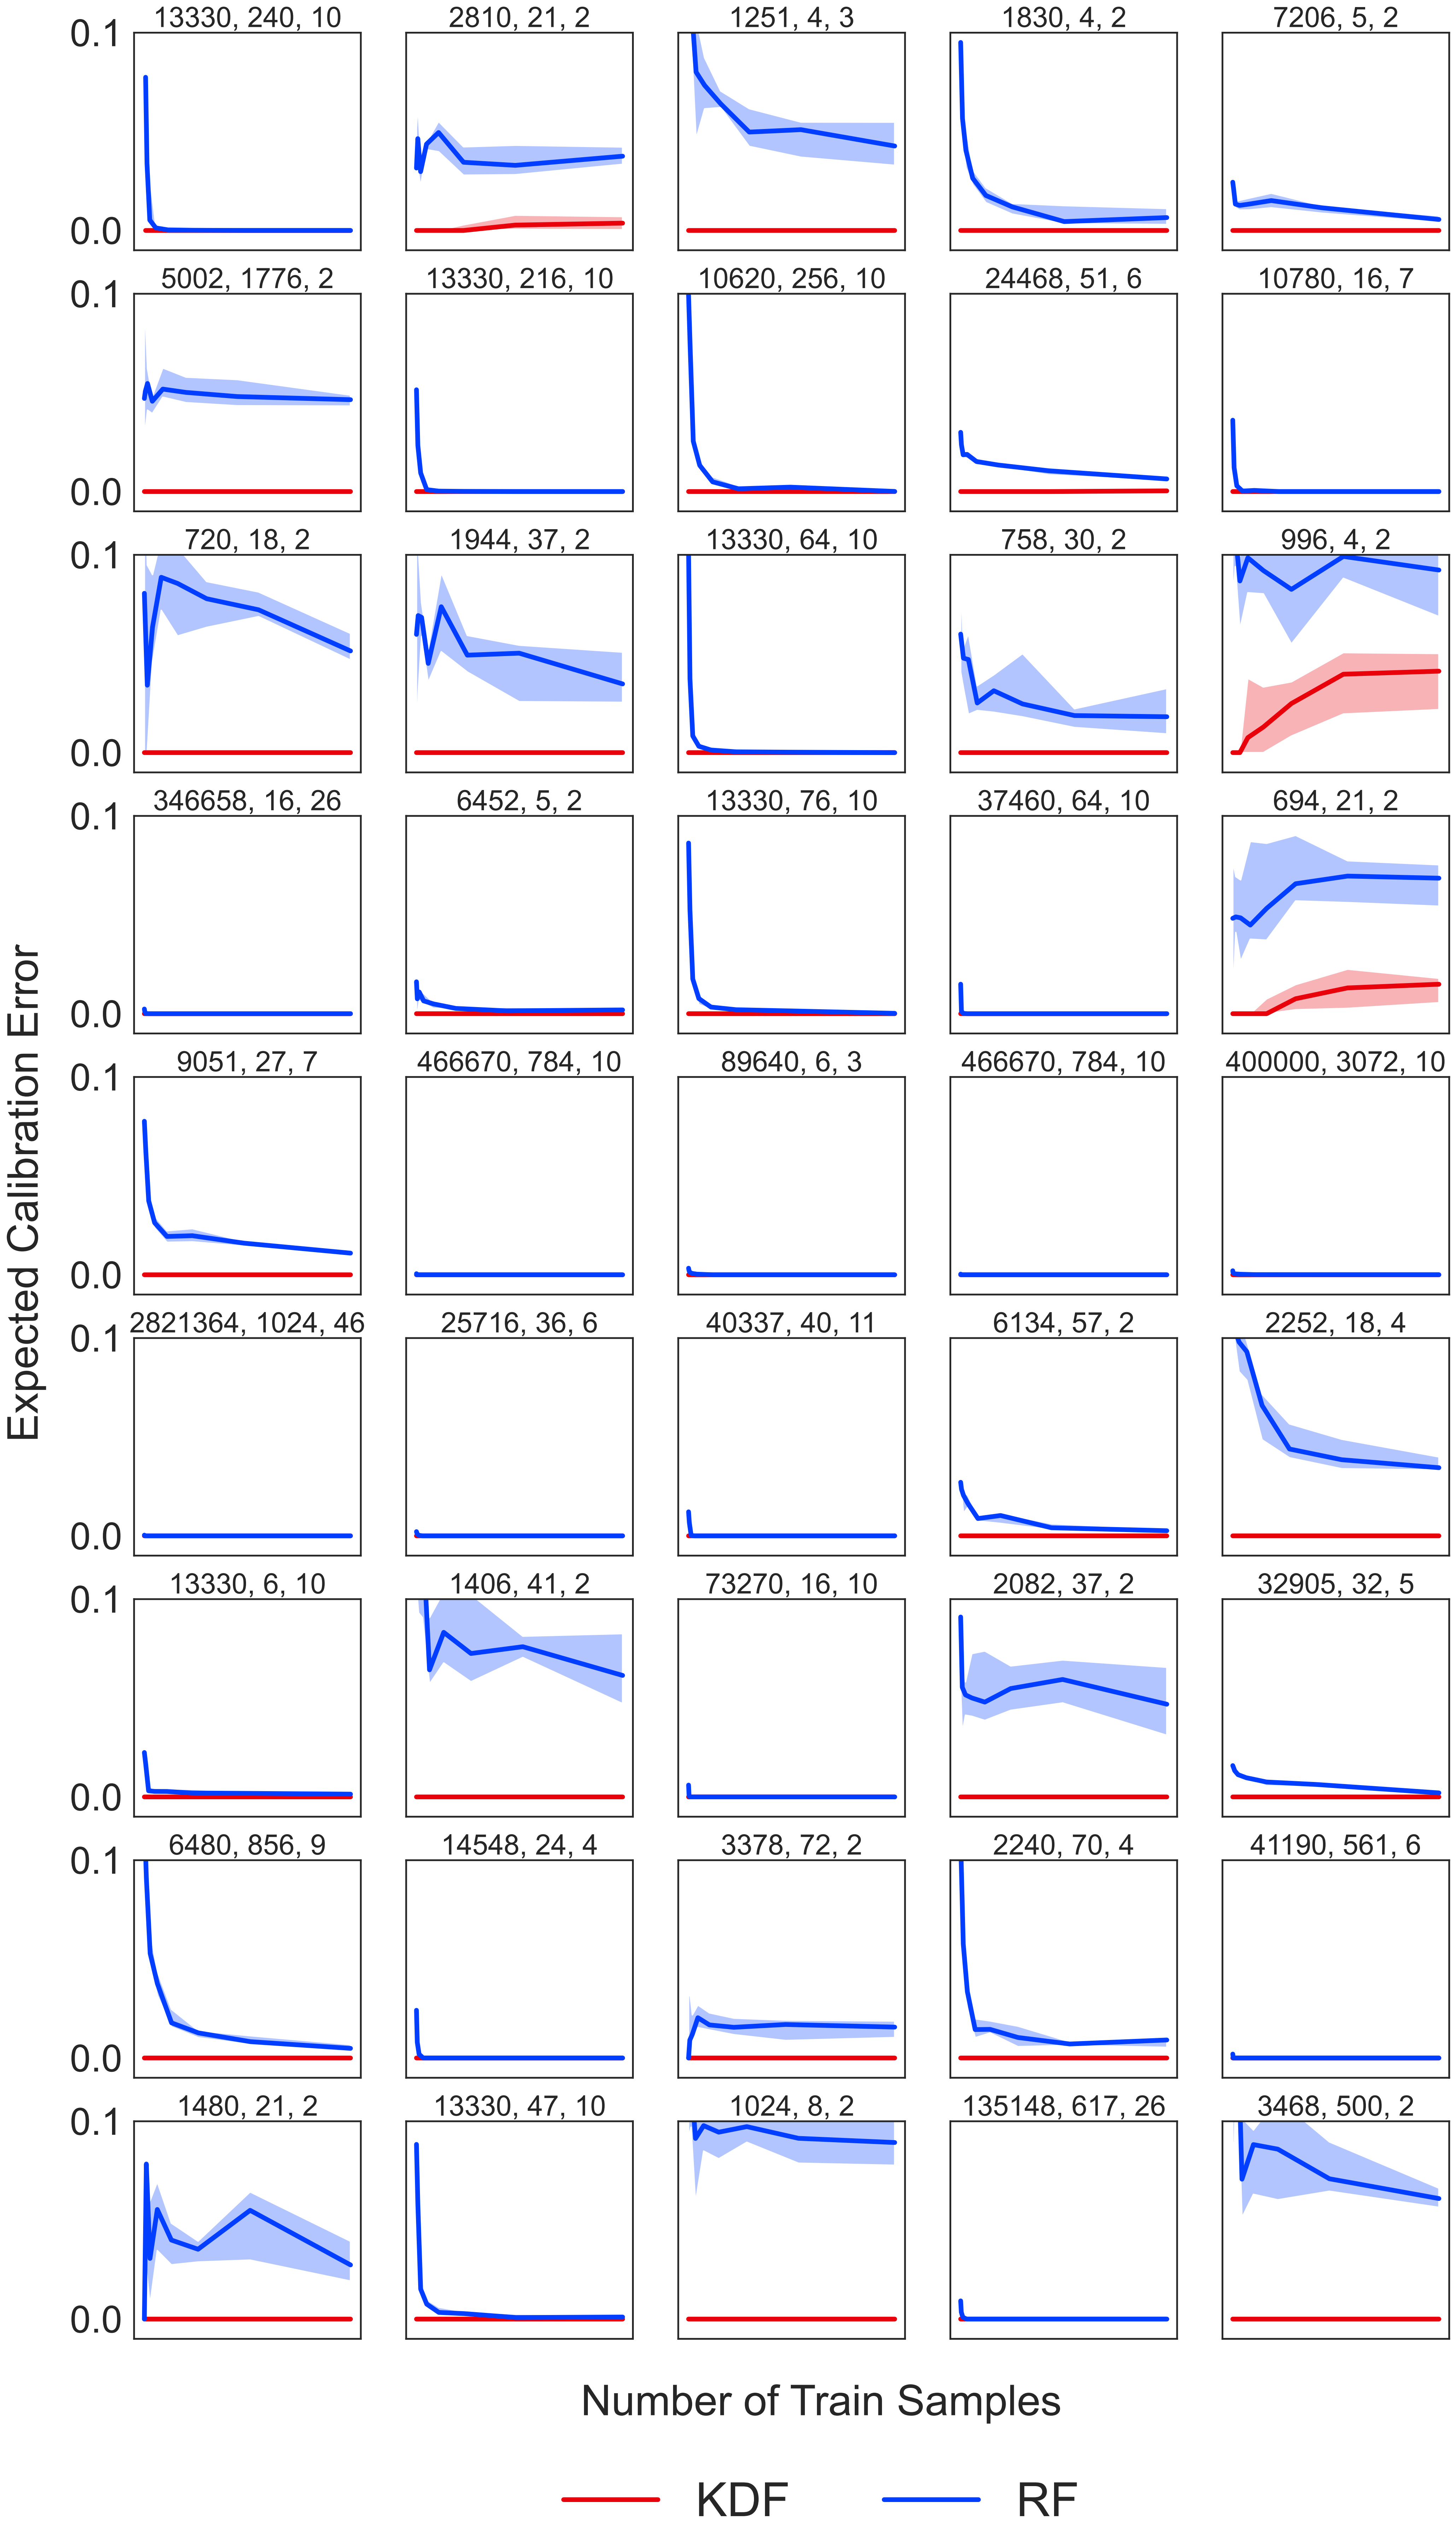 13330, 240, 10
2810, 21, 2
1251, 4, 3
1830, 4, 2
7206, 5, 2
0.1
0.0
5002, 1776, 2
13330, 216, 10
10620, 256, 10
24468, 51, 6
10780, 16, 7
0.1
0.0
720, 18, 2
1944, 37, 2
13330, 64, 10
758, 30, 2
996, 4, 2
0.1
0.0
346658, 16, 26
6452, 5, 2
13330, 76, 10
37460, 64, 10
694, 21, 2
0.1
0.0
9051, 27, 7
466670, 784, 10
89640, 6, 3
466670, 784, 10
400000, 3072, 10
0.1
0.0
2821364, 1024, 46
25716, 36, 6
40337, 40, 11
6134, 57, 2
2252, 18, 4
0.1
0.0
13330, 6, 10
1406, 41, 2
73270, 16, 10
2082, 37, 2
32905, 32, 5
0.1
0.0
6480, 856, 9
14548, 24, 4
3378, 72, 2
2240, 70, 4
41190, 561, 6
0.1
0.0
1480, 21, 2
13330, 47, 10
1024, 8, 2
135148, 617, 26
3468, 500, 2
0.1
0.0
Expected Calibration Error
Number of Train Samples
KDF
RF